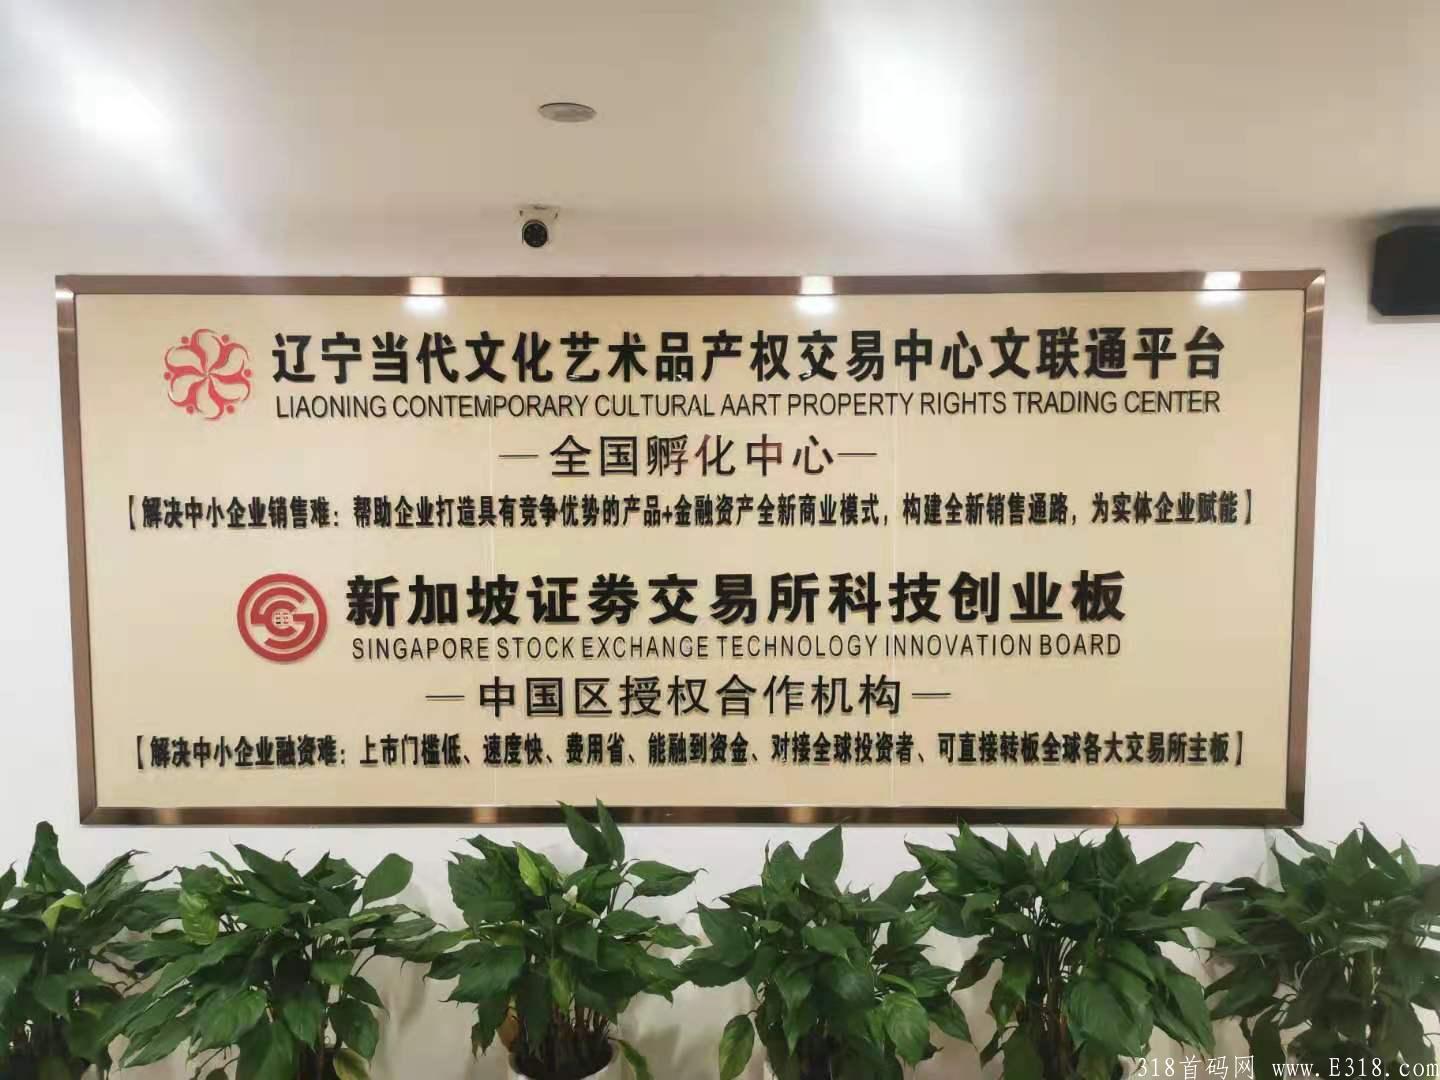 辽宁当代文化艺术品产权交易中心文联通平台
LIAONING CONTEMPORARY CULTURAL AART PROPERTY RIGHTS TRADING CENTER
—全国孵化中心—
【解决中小企业销售难：帮助企业打造具有竞争优势的产品+金融资产全新商业模式，构建全新销售通路，为实体企业赋能】
新加坡证券交易所科技创业板
SINGAPORE STOCK EXCHANGE TECHNOLOGY INNOVATION BOARD
—中国区授权合作机构—
【解决中小企业融资难：上市门槛低、速度快、费用省、能融到资金、对接全球投资者、可直接转板全球各大交易所主板】
318首码网 www.E318.com